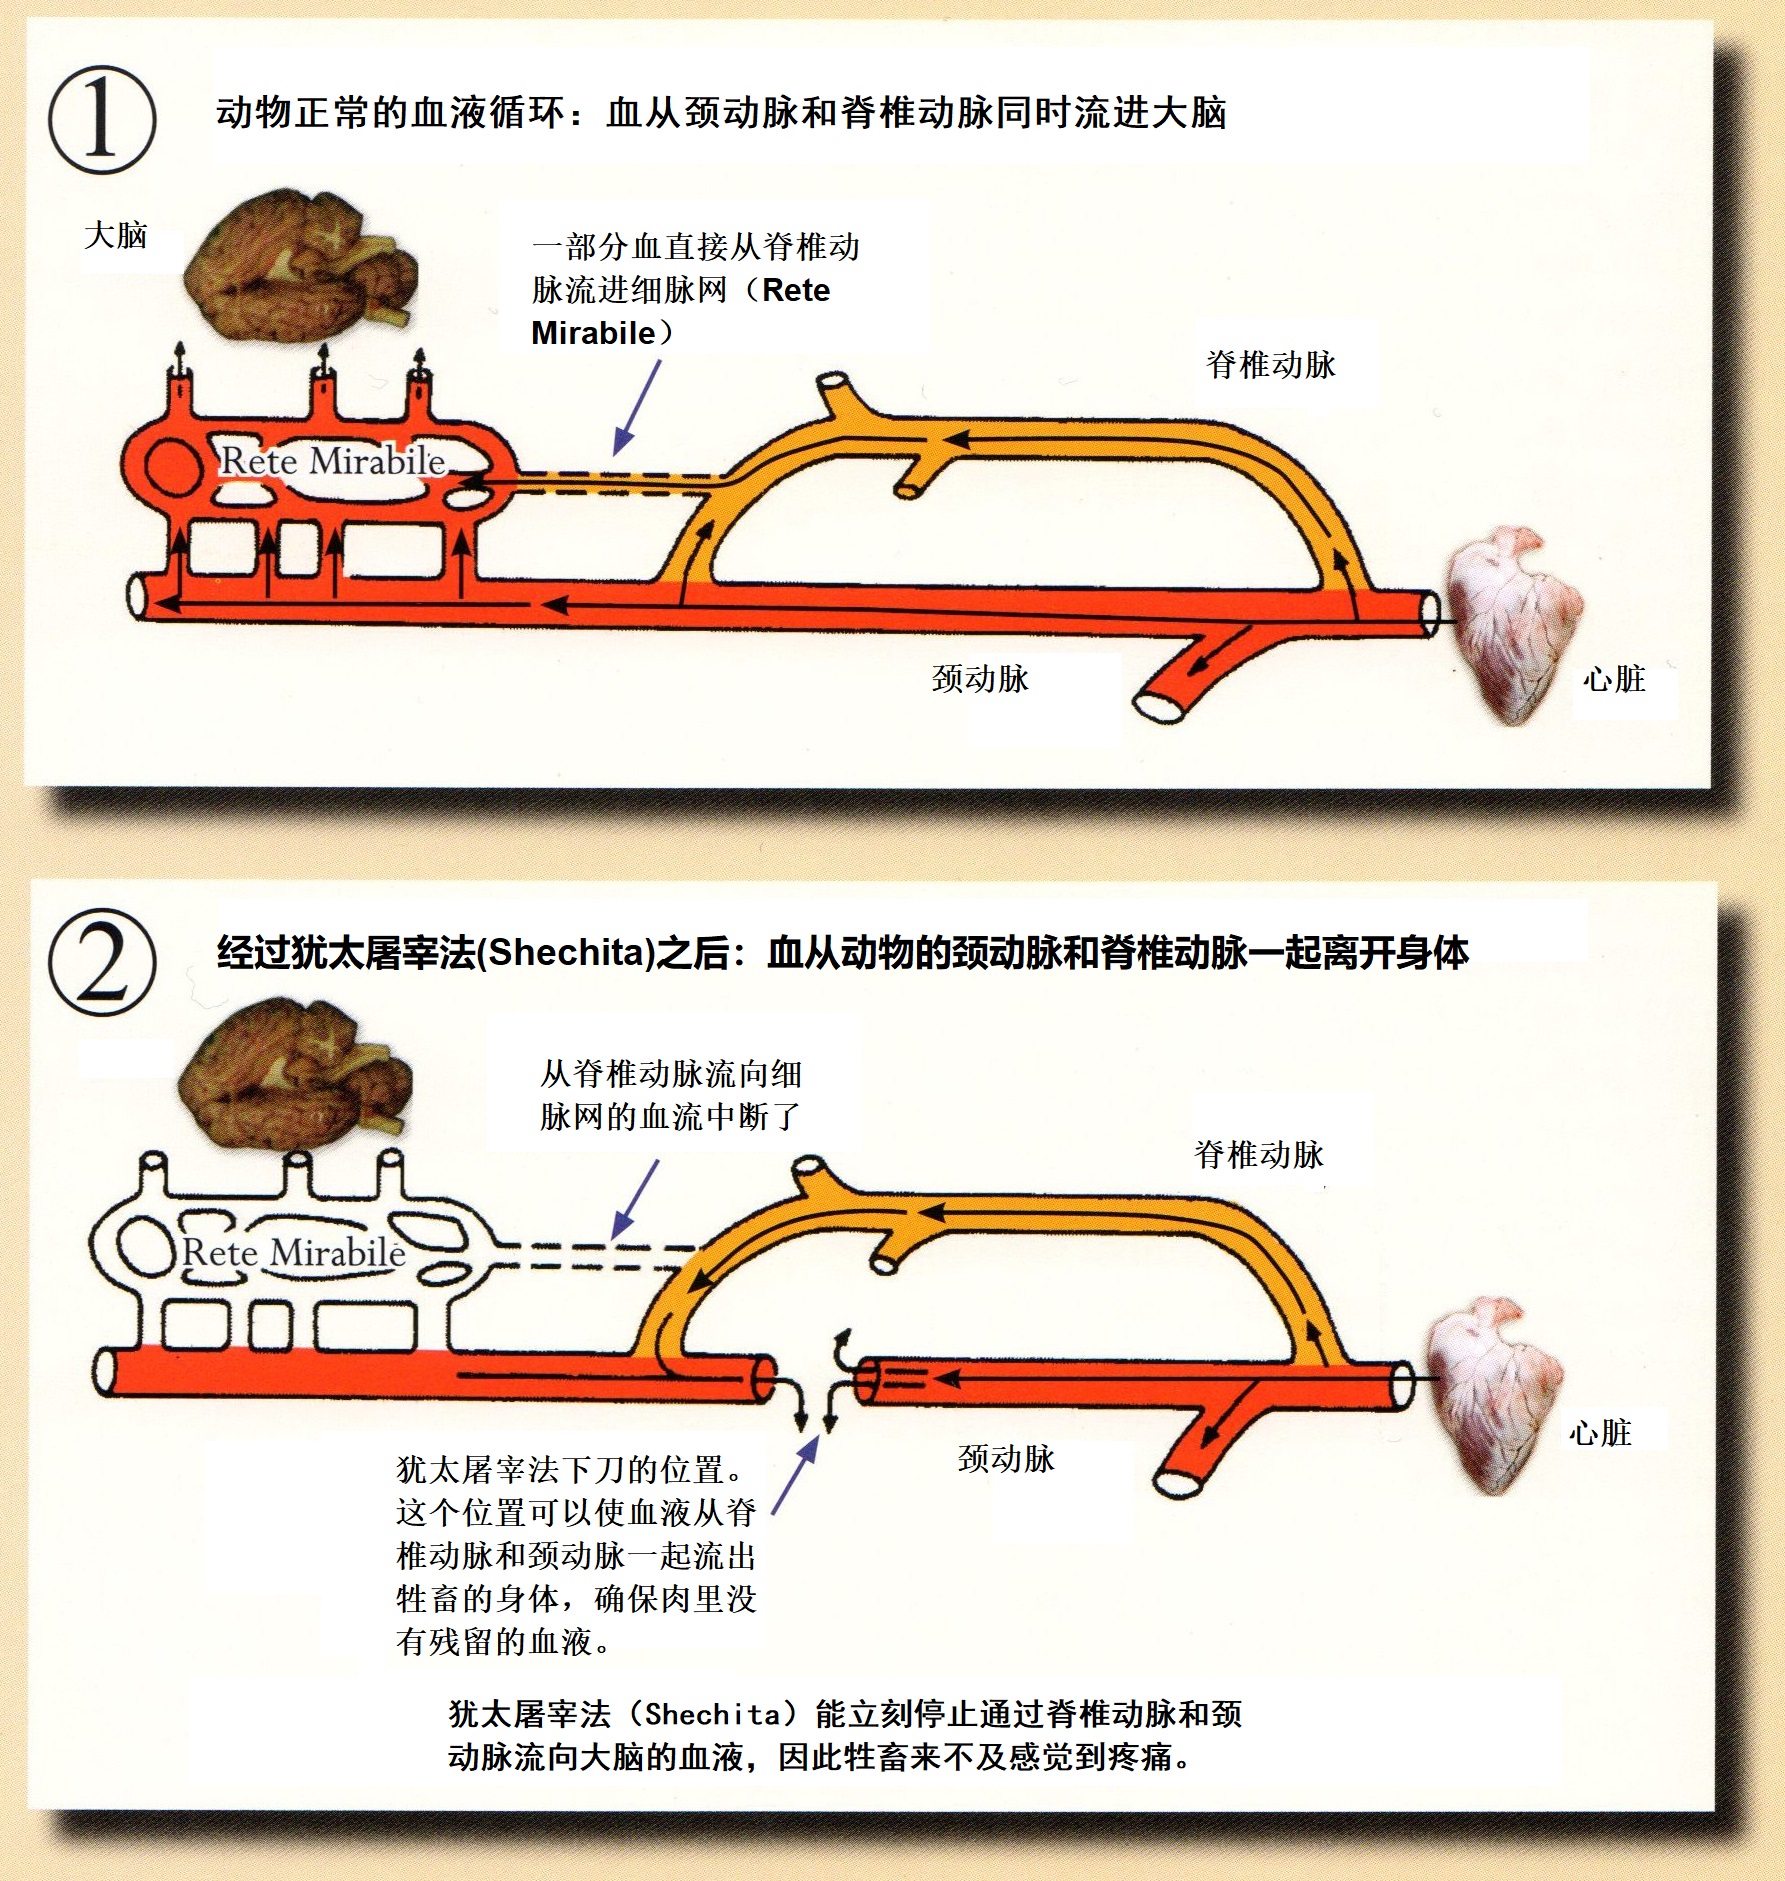 ①
动物正常的血液循环：血从颈动脉和脊椎动脉同时流进大脑
大脑
一部分血直接从脊椎动
脉流进细脉网（Rete
Mirabile）
脊椎动脉
Rete Mirabile
颈动脉
心脏
②
经过犹太屠宰法(Shechita)之后：血从动物的颈动脉和脊椎动脉一起离开身体
从脊椎动脉流向细
脉网的血流中断了
脊椎动脉
Rete Mirabile
心脏
颈动脉
犹太屠宰法下刀的位置。
这个位置可以使血液从脊
椎动脉和颈动脉一起流出
牲畜的身体，确保肉里没
有残留的血液。
犹太屠宰法（Shechita）能立刻停止通过脊椎动脉和颈
动脉流向大脑的血液，因此牲畜来不及感觉到疼痛。